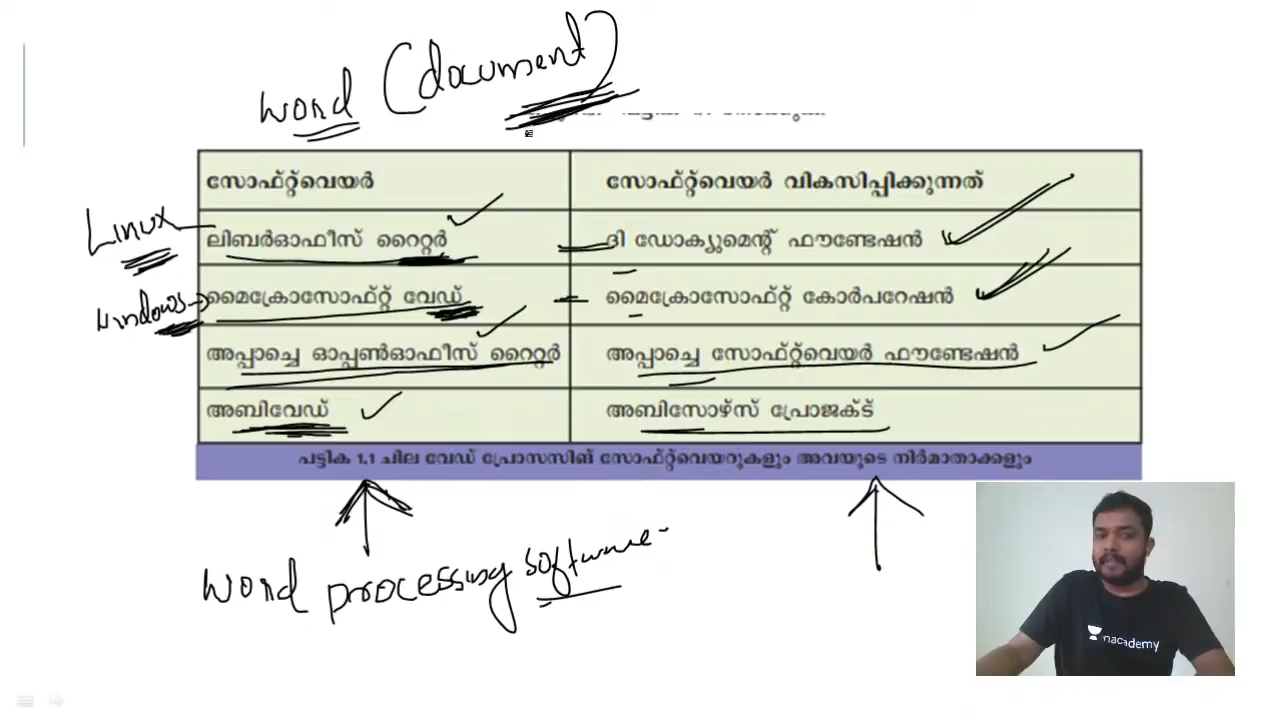 word (document)
സോഫ്റ്റ്‌വെയർ സോഫ്റ്റ്‌വെയർ വികസിപ്പിക്കുന്നത്
Linux ലിബർഓഫീസ് റൈറ്റർ ദി ഡോക്യുമെന്റ് ഫൗണ്ടേഷൻ
Windows മൈക്രോസോഫ്റ്റ് വേഡ് മൈക്രോസോഫ്റ്റ് കോർപറേഷൻ
അപ്പാച്ചെ ഓപ്പൺഓഫീസ് റൈറ്റർ അപ്പാച്ചെ സോഫ്റ്റ്‌വെയർ ഫൗണ്ടേഷൻ
അബിവേഡ് അബിസോഴ്സ് പ്രോജക്ട്
പട്ടിക 1.1 ചില വേഡ് പ്രോസസിങ് സോഫ്റ്റ്‌വെയറുകളും അവയുടെ നിർമാതാക്കളും
word processing software
unacademy